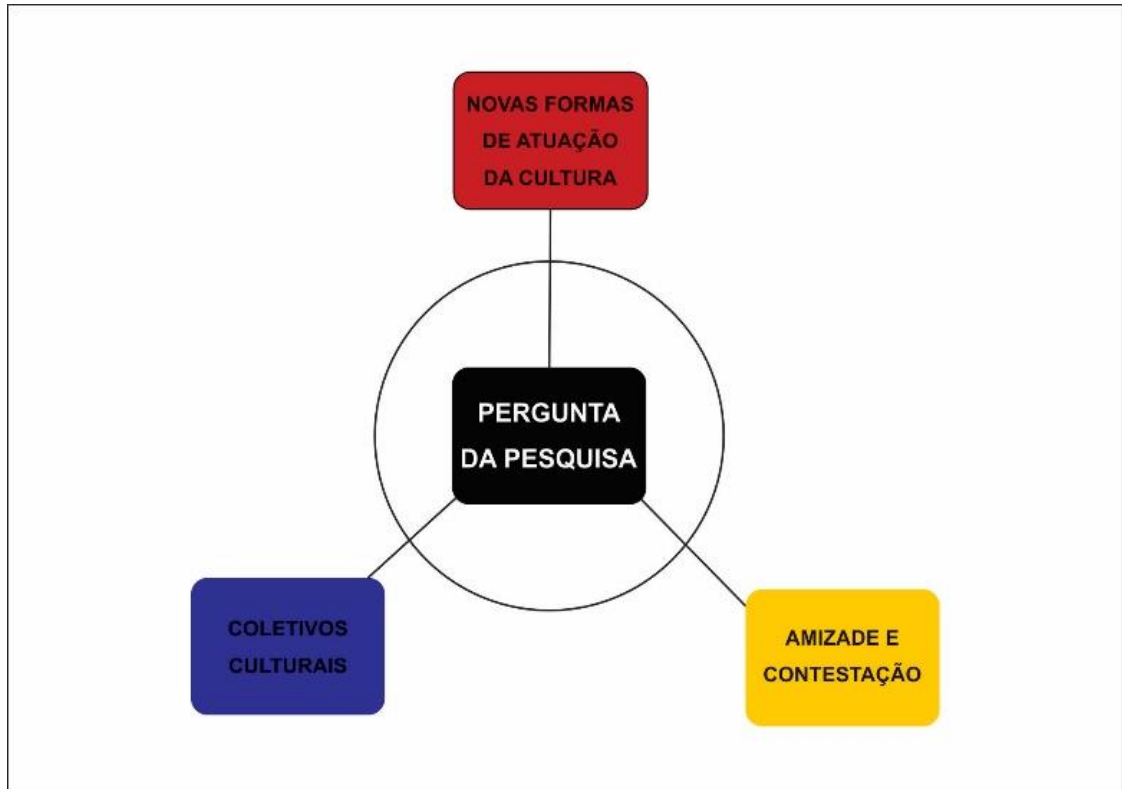 NOVAS FORMAS
DE ATUAÇÃO
DA CULTURA
PERGUNTA
DA PESQUISA
COLETIVOS
CULTURAIS
AMIZADE E
CONTESTAÇÃO